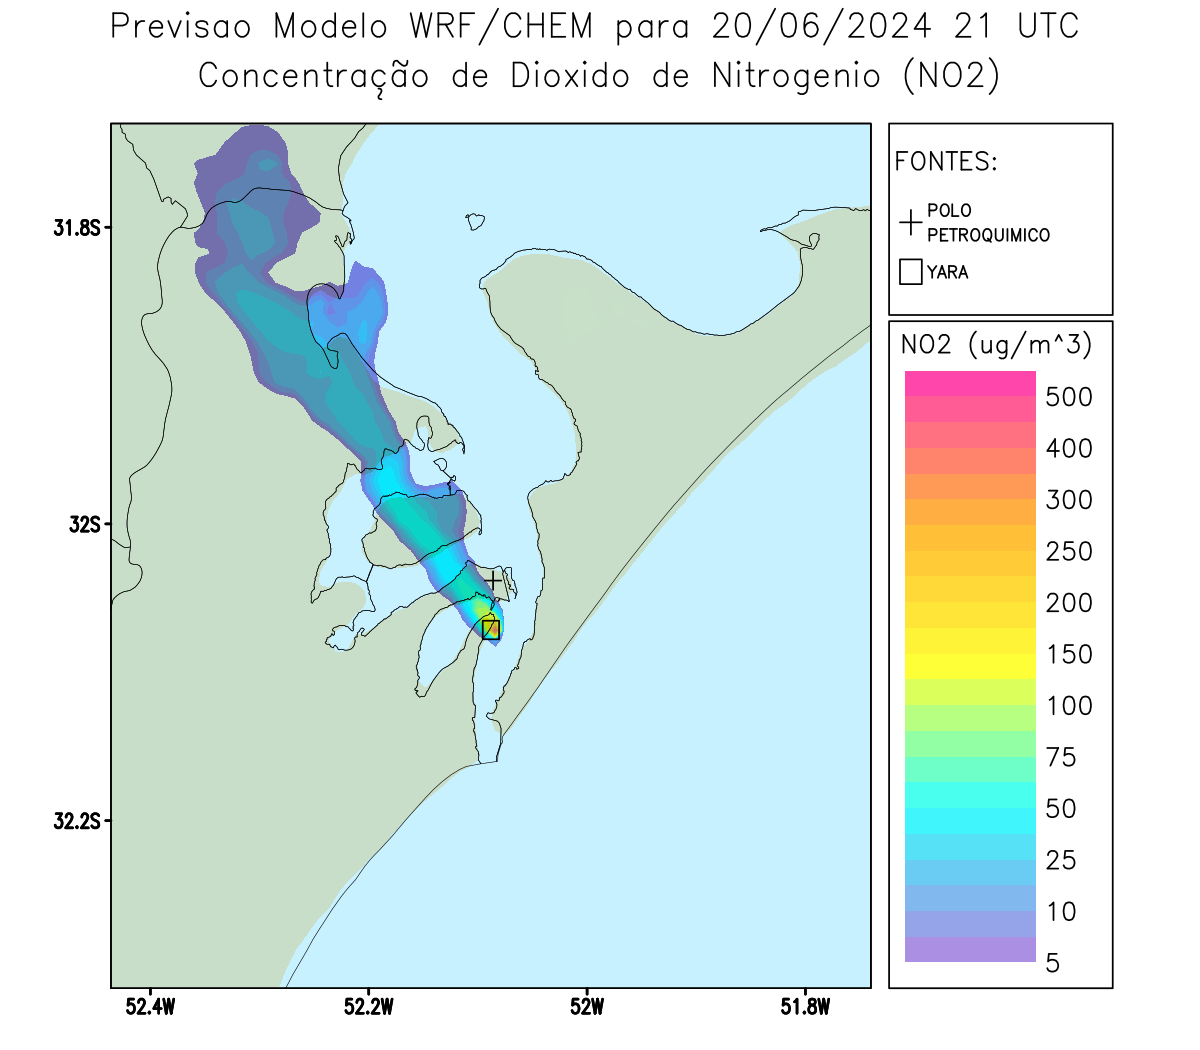 Previsao Modelo WRF/CHEM para 20/06/2024 21 UTC
Concentração de Dioxido de Nitrogenio (NO2)
FONTES:
POLO
PETROQUIMICO
YARA
NO2 (ug/m^3)
500
400
300
250
200
150
100
75
50
25
10
5
31.8S
32S
32.2S
52.4W
52.2W
52W
51.8W